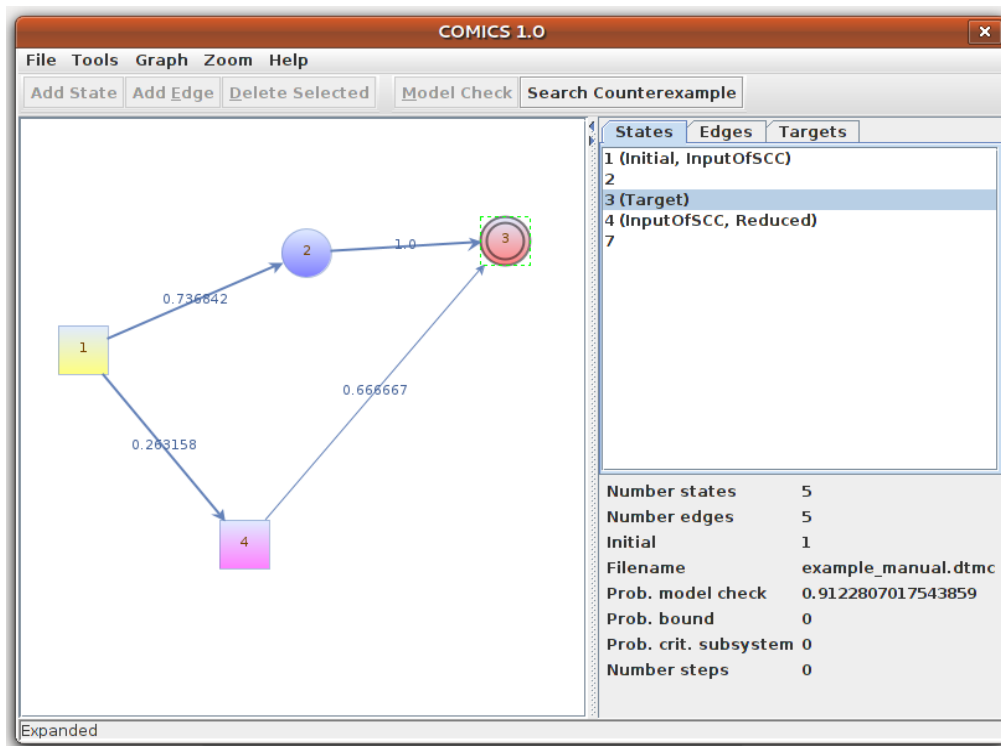 COMICS 1.0
File Tools Graph Zoom Help
Add State Add Edge Delete Selected Model Check Search Counterexample
States Edges Targets
1 (Initial, InputOfSCC)
2
3 (Target)
4 (InputOfSCC, Reduced)
7
3
2
1.0
0.736842
1
0.666667
0.263158
4
Number states 5
Number edges 5
Initial 1
Filename example_manual.dtmc
Prob. model check 0.9122807017543859
Prob. bound 0
Prob. crit. subsystem 0
Number steps 0
Expanded